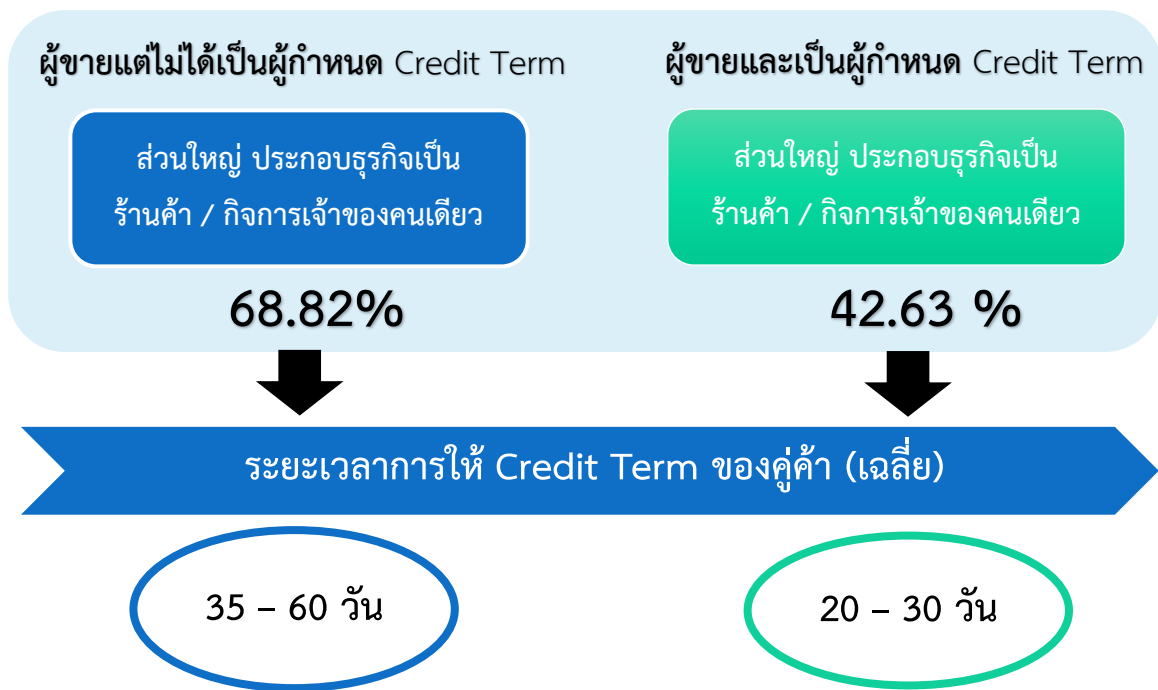 ผู้ขายแต่ไม่ได้เป็นผู้กำหนด Credit Term
ส่วนใหญ่ ประกอบธุรกิจเป็น
ร้านค้า / กิจการเจ้าของคนเดียว
68.82%
ผู้ขายและเป็นผู้กำหนด Credit Term
ส่วนใหญ่ ประกอบธุรกิจเป็น
ร้านค้า / กิจการเจ้าของคนเดียว
42.63 %
ระยะเวลาการให้ Credit Term ของคู่ค้า (เฉลี่ย)
35 – 60 วัน
20 – 30 วัน